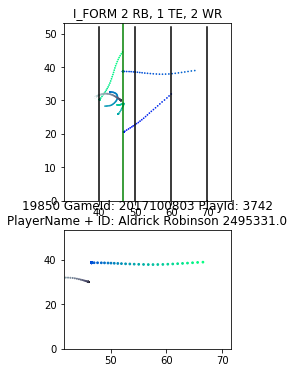 I_FORM 2 RB, 1 TE, 2 WR
50
40
30
20
10
0
40 50 60 70
19850 GameId: 2017100803 PlayId: 3742
PlayerName + ID: Aldrick Robinson 2495331.0
40
20
0
50 60 70